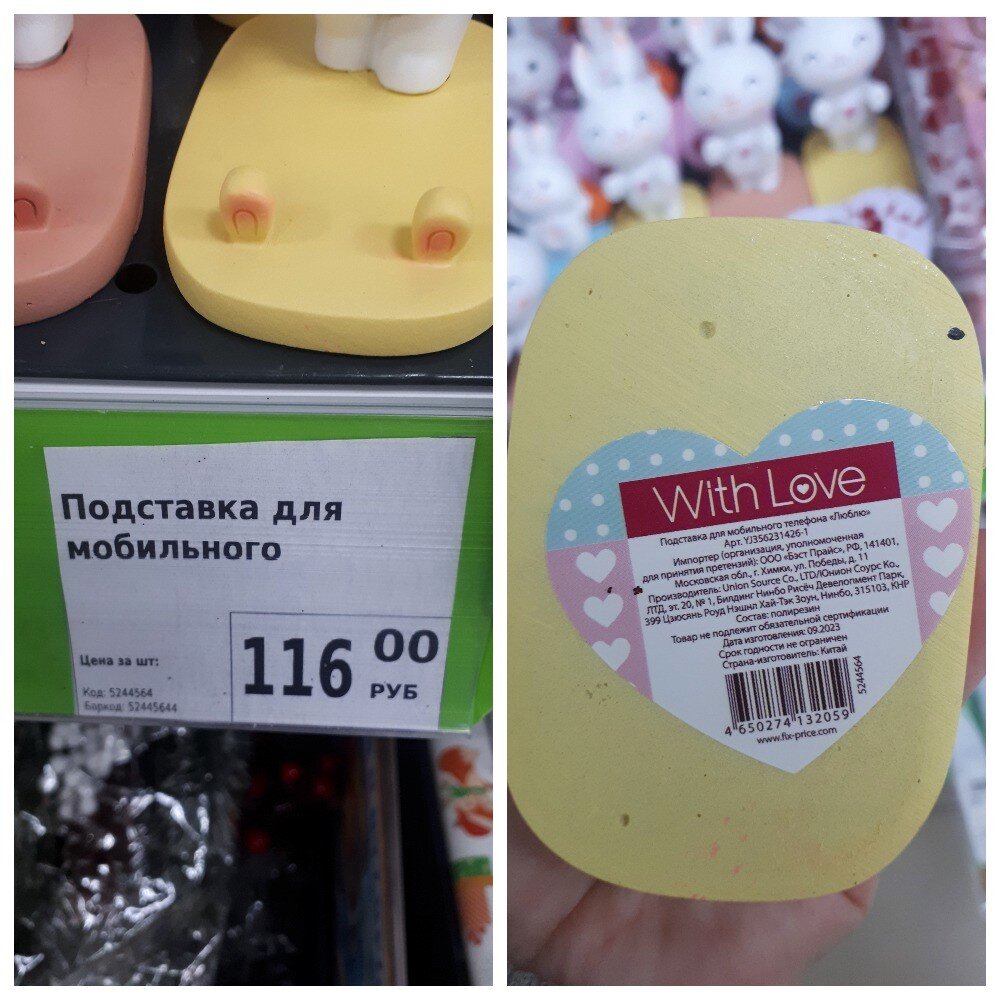 Подставка для
мобильного
Цена за шт:
116 00
РУБ
Код: 5244564
Баркод: 52445644
With Love
Подставка для мобильного телефона «Люблю»
Арт. YJ356231426-1
Импортер (организация, уполномоченная
для принятия претензий): ООО «Бэст Прайс», РФ, 141401,
Московская обл., г. Химки, ул. Победы, д. 11
Производитель: Union Source Co., LTD/Юнион Соурс Ко.,
ЛТД, эт. 20, № 1, Билдинг Нинбо Рисёч Девелопмент Парк,
399 Цзюсянь Роуд Нэшнл Хай-Тэк Зоун, Нинбо, 315103, КНР
Состав: полирезин
Товар не подлежит обязательной сертификации
Дата изготовления: 09.2023
Срок годности не ограничен
Страна-изготовитель: Китай
5244564
4 650274 132059
www.fix-price.com